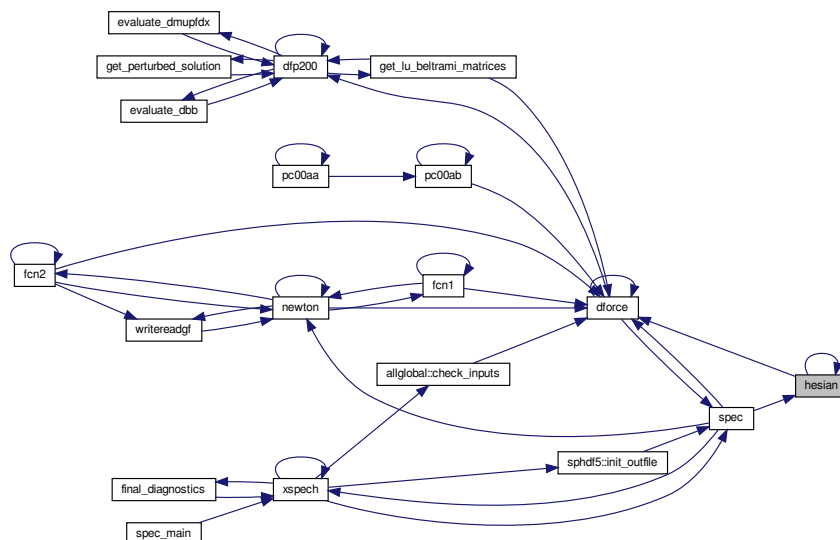 evaluate_dmupfdx
get_perturbed_solution
dfp200
get_lu_beltrami_matrices
evaluate_dbb
pc00aa
pc00ab
fcn2
fcn1
newton
dforce
writereadgf
allglobal::check_inputs
hesian
spec
sphdf5::init_outfile
final_diagnostics
xspech
spec_main